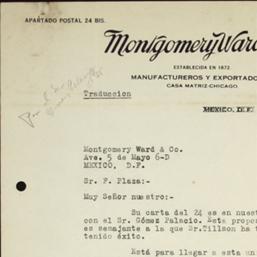 APARTADO POSTAL 24 BIS.
Montgomery Ward
ESTABLECIDA EN 1872.
MANUFACTUREROS Y EXPORTADO
CASA MATRIZ-CHICAGO.
Traduccion
MEXICO, D.F.
Montgomery Ward & Co.
Ave. 5 de Mayo 6-D
MEXICO, D.F.
Sr. F. Plaza:-
Muy Señor nuestro:-
Su carta del 24 es en nuest
con el Sr. Gómez Palacio. Esta propo
es semajante a la que Sr.Tillson ha t
tenido éxito.
Está para llegar a esta un